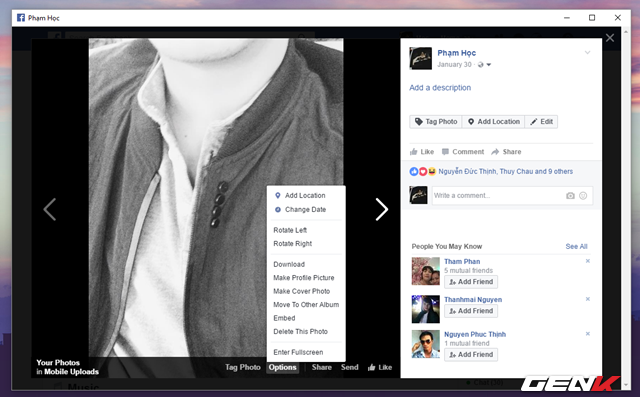 Phạm Học
Phạm Học
January 30
Add a description
Tag Photo
Add Location
Edit
Like
Comment
Share
Nguyễn Đức Thịnh, Thuy Chau and 9 others
Write a comment...
People You May Know
See All
Tham Phan
5 mutual friends
Add Friend
Thanhmai Nguyen
Add Friend
Nguyen Phuc Thinh
1 mutual friend
Add Friend
Add Location
Change Date
Rotate Left
Rotate Right
Download
Make Profile Picture
Make Cover Photo
Move To Other Album
Embed
Delete This Photo
Enter Fullscreen
Your Photos
in Mobile Uploads
Tag Photo
Options
Share
Send
Like
Music
GENK